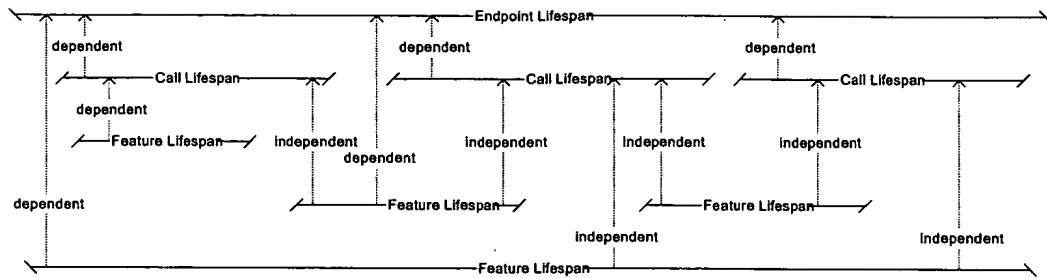 Endpoint Lifespan
dependent dependent dependent
Call Lifespan Call Lifespan Call Lifespan
dependent
Feature Lifespan independent independent independent independent
dependent
dependent Feature Lifespan Feature Lifespan
independent independent
Feature Lifespan